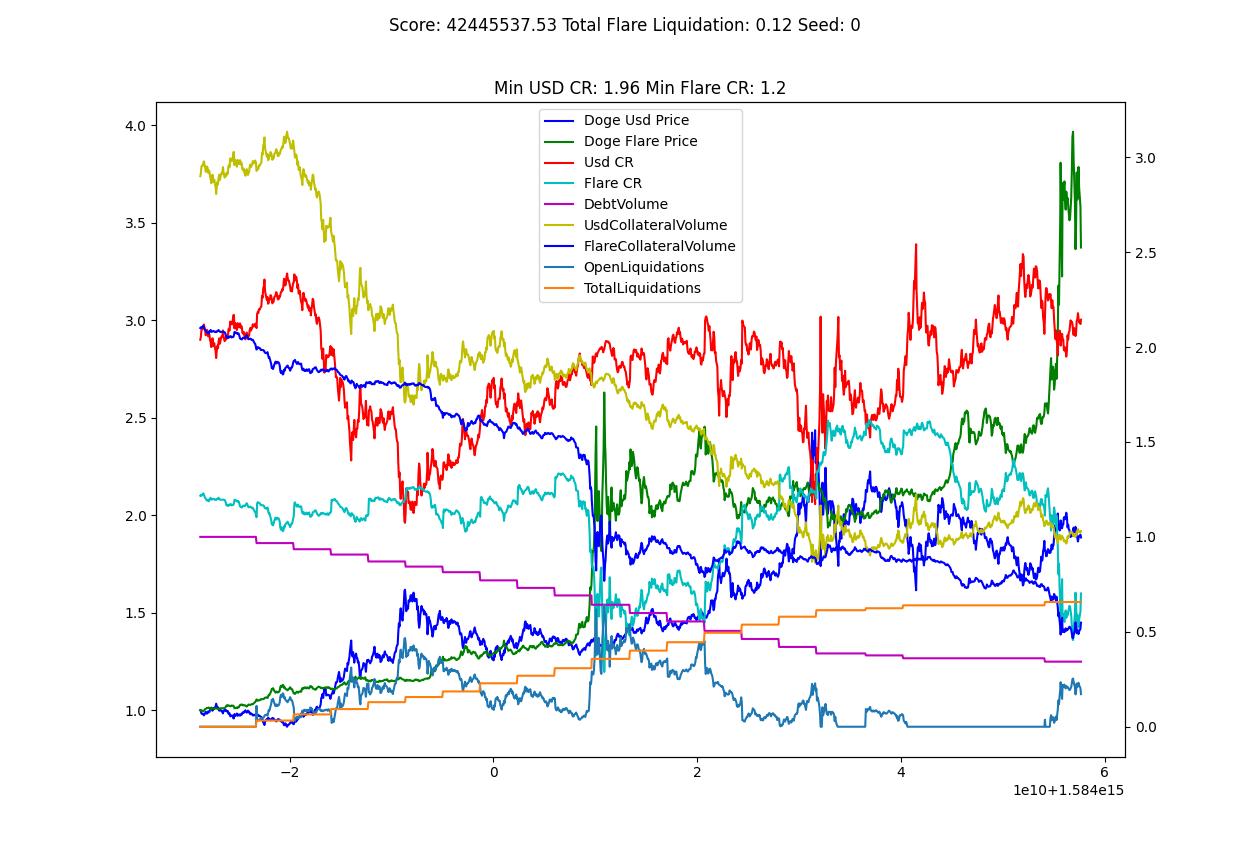 Score: 42445537.53 Total Flare Liquidation: 0.12 Seed: 0
Min USD CR: 1.96 Min Flare CR: 1.2
Doge Usd Price
Doge Flare Price
Usd CR
Flare CR
DebtVolume
UsdCollateralVolume
FlareCollateralVolume
OpenLiquidations
TotalLiquidations
4.0
3.5
3.0
2.5
2.0
1.5
1.0
3.0
2.5
2.0
1.5
1.0
0.5
0.0
−2
0
2
4
6
1e10+1.584e15